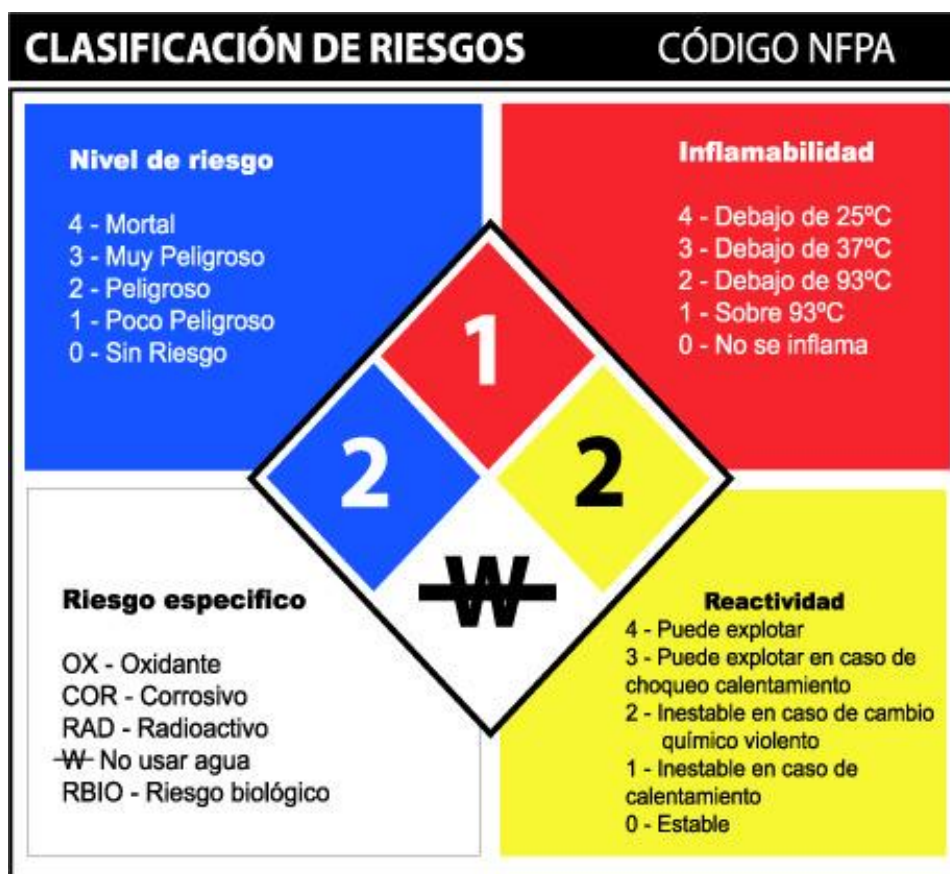 CLASIFICACIÓN DE RIESGOS CÓDIGO NFPA
Nivel de riesgo
4 - Mortal
3 - Muy Peligroso
2 - Peligroso
1 - Poco Peligroso
0 - Sin Riesgo
Inflamabilidad
4 - Debajo de 25ºC
3 - Debajo de 37ºC
2 - Debajo de 93ºC
1 - Sobre 93ºC
0 - No se inflama
1
2
2
W
Riesgo especifico
OX - Oxidante
COR - Corrosivo
RAD - Radioactivo
W No usar agua
RBIO - Riesgo biológico
Reactividad
4 - Puede explotar
3 - Puede explotar en caso de
choqueo calentamiento
2 - Inestable en caso de cambio
químico violento
1 - Inestable en caso de
calentamiento
0 - Estable